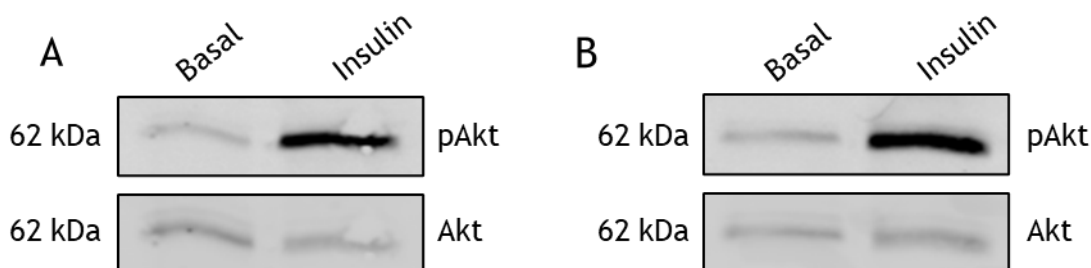 A
Basal
Insulin
62 kDa
pAkt
62 kDa
Akt
B
Basal
Insulin
62 kDa
pAkt
62 kDa
Akt